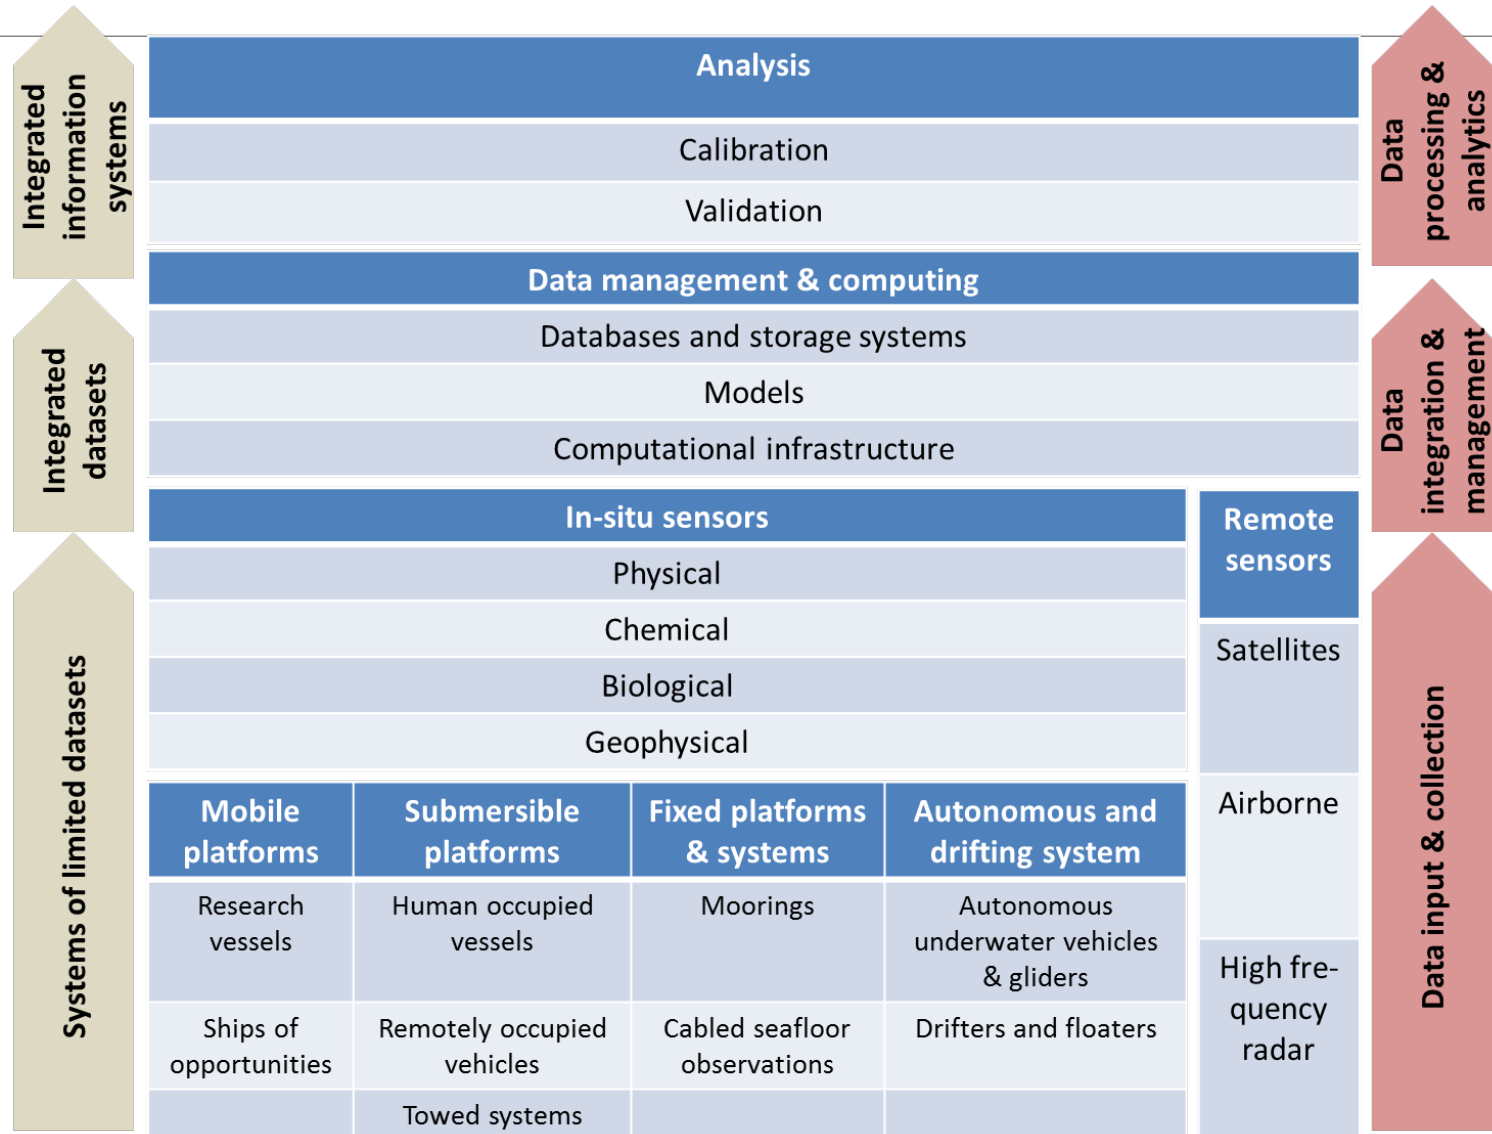 Integrated
information
systems
Analysis
Calibration
Validation
Data
processing &
analytics
Integrated
datasets
Data management & computing
Databases and storage systems
Models
Computational infrastructure
Data
integration &
management
Systems of limited datasets
In-situ sensors
Physical
Chemical
Biological
Geophysical
Mobile
platforms
Research
vessels
Ships of
opportunities
Submersible
platforms
Human occupied
vessels
Remotely occupied
vehicles
Towed systems
Fixed platforms
& systems
Moorings
Cabled seafloor
observations
Autonomous and
drifting system
Autonomous
underwater vehicles
& gliders
Drifters and floaters
Remote
sensors
Satellites
Airborne
High fre-
quency
radar
Data input & collection